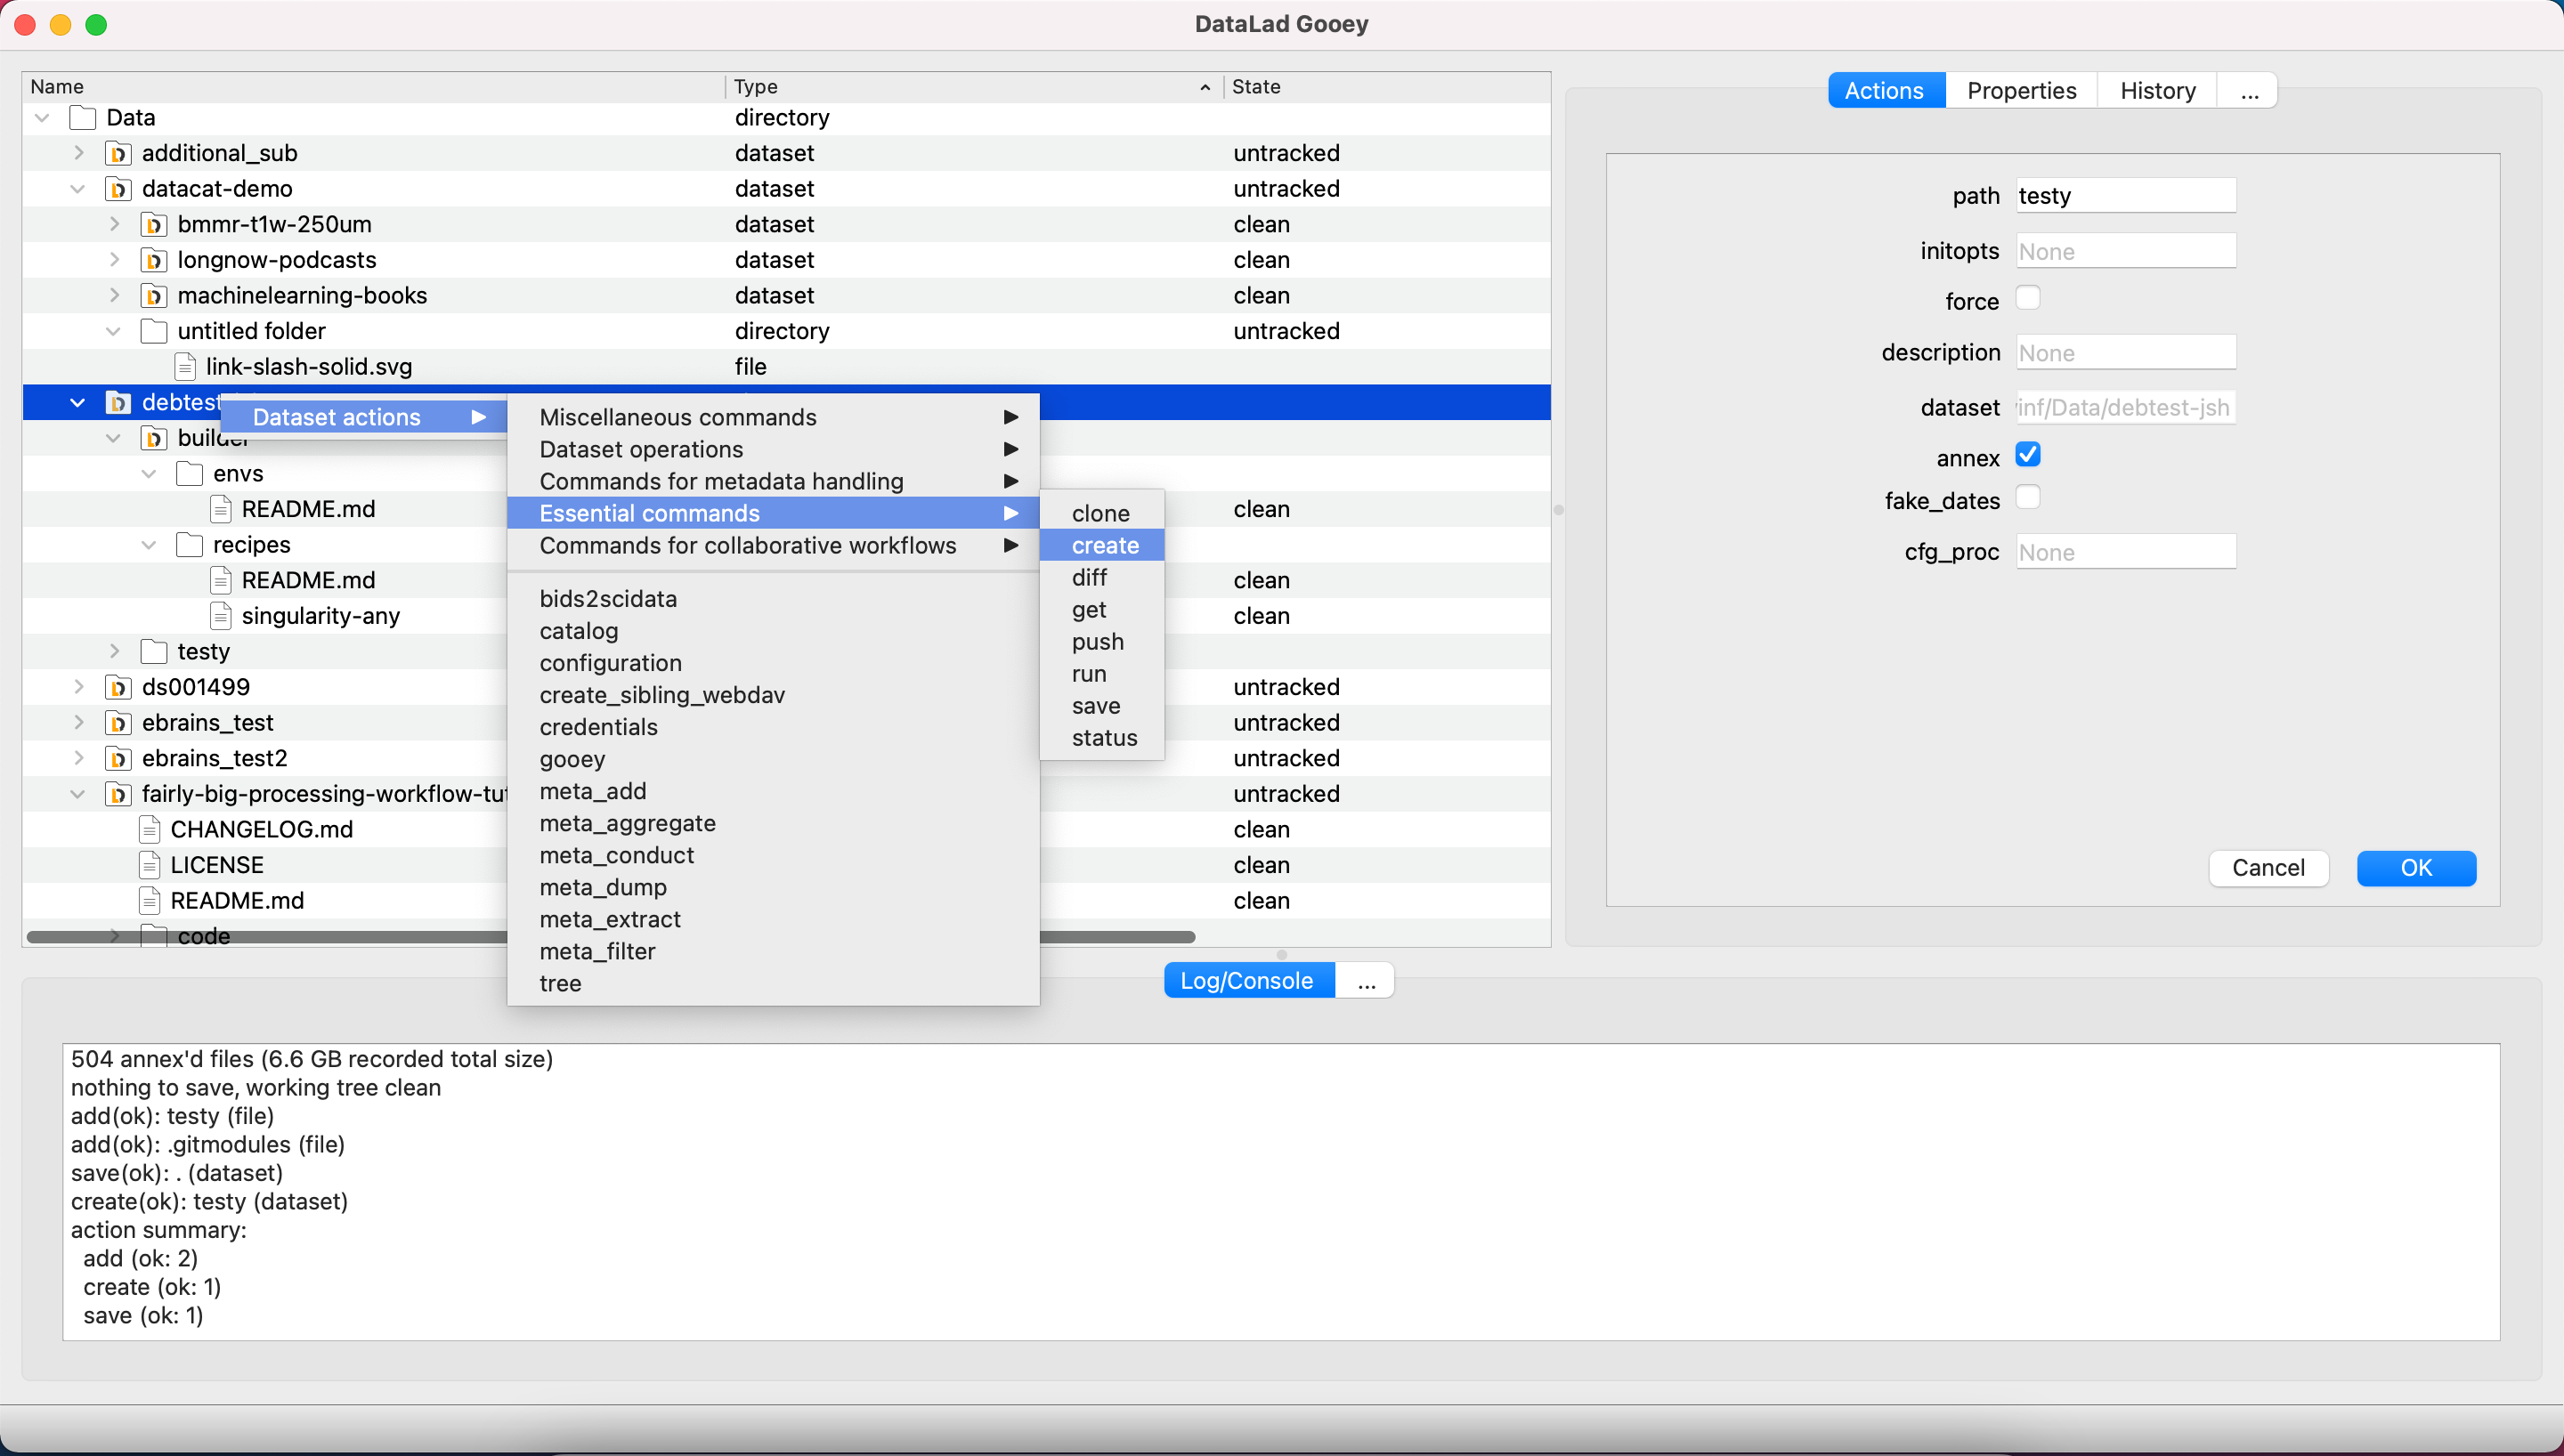 DataLad Gooey
Name Type State
Data directory
additional_sub dataset untracked
datacat-demo dataset untracked
bmmr-t1w-250um dataset clean
longnow-podcasts dataset clean
machinelearning-books dataset clean
untitled folder directory untracked
link-slash-solid.svg file
debtest
builder
envs
README.md clean
recipes
README.md clean
singularity-any clean
testy
ds001499 untracked
ebrains_test untracked
ebrains_test2 untracked
fairly-big-processing-workflow-tut untracked
CHANGELOG.md clean
LICENSE clean
README.md clean
code
Dataset actions
Miscellaneous commands
Dataset operations
Commands for metadata handling
Essential commands
Commands for collaborative workflows
bids2scidata
catalog
configuration
create_sibling_webdav
credentials
gooey
meta_add
meta_aggregate
meta_conduct
meta_dump
meta_extract
meta_filter
tree
clone
create
diff
get
push
run
save
status
Actions Properties History ...
path testy
initopts None
force
description None
dataset inf/Data/debtest-jsh
annex
fake_dates
cfg_proc None
Cancel OK
Log/Console ...
504 annex'd files (6.6 GB recorded total size)
nothing to save, working tree clean
add(ok): testy (file)
add(ok): .gitmodules (file)
save(ok): . (dataset)
create(ok): testy (dataset)
action summary:
add (ok: 2)
create (ok: 1)
save (ok: 1)